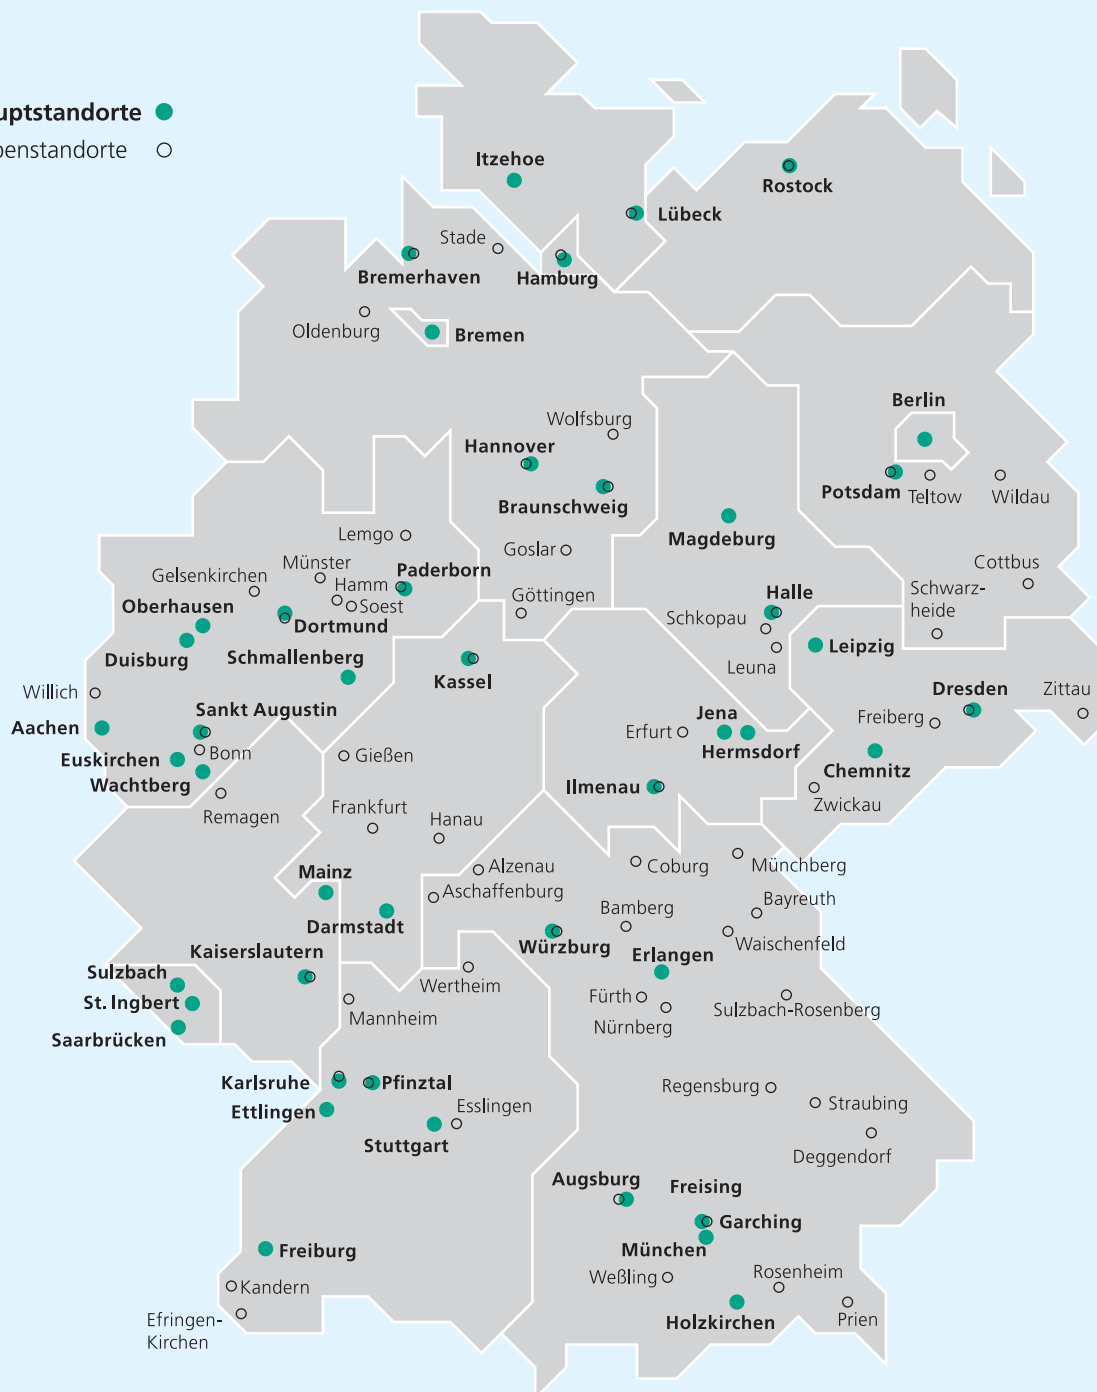 uptstandorte
benstandorte
Itzehoe
Rostock
Lübeck
Stade
Bremerhaven
Hamburg
Oldenburg
Bremen
Berlin
Wolfsburg
Hannover
Potsdam
Teltow
Wildau
Braunschweig
Magdeburg
Lemgo
Goslar
Münster
Cottbus
Gelsenkirchen
Hamm
Paderborn
Schwarz-
heide
Halle
Göttingen
Oberhausen
Soest
Schkopau
Dortmund
Leipzig
Duisburg
Schmallenberg
Leuna
Kassel
Willich
Dresden
Zittau
Sankt Augustin
Jena
Freiberg
Aachen
Erfurt
Hermsdorf
Bonn
Gießen
Euskirchen
Chemnitz
Wachtberg
Ilmenau
Zwickau
Remagen
Frankfurt
Hanau
Coburg
Münchberg
Alzenau
Mainz
Aschaffenburg
Bayreuth
Bamberg
Darmstadt
Würzburg
Waischenfeld
Kaiserslautern
Erlangen
Sulzbach
Wertheim
Fürth
St. Ingbert
Sulzbach-Rosenberg
Mannheim
Nürnberg
Saarbrücken
Karlsruhe
Pfinztal
Regensburg
Esslingen
Straubing
Ettlingen
Stuttgart
Deggendorf
Augsburg
Freising
Garching
Freiburg
München
Weßling
Rosenheim
Kandern
Efringen-
Kirchen
Holzkirchen
Prien